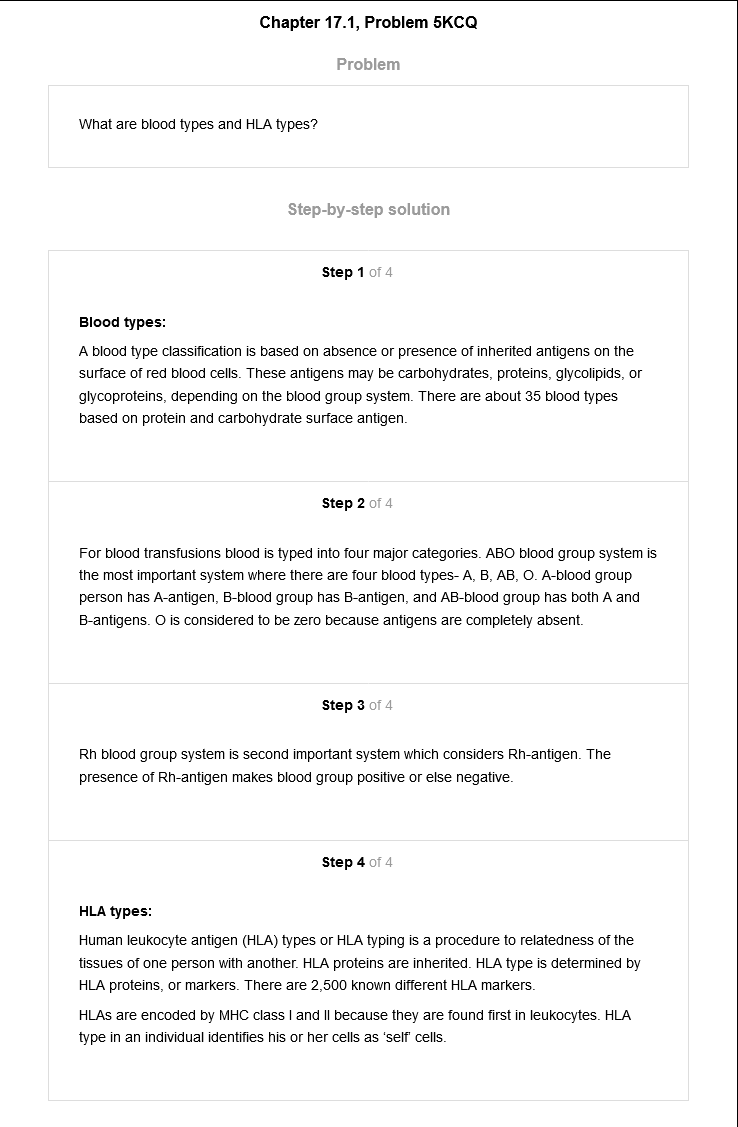 Chapter 17.1, Problem 5KCQ
Problem
What are blood types and HLA types?
Step-by-step solution
Step 1 of 4
Blood types:
A blood type classification is based on absence or presence of inherited antigens on the
surface of red blood cells. These antigens may be carbohydrates, proteins, glycolipids, or
glycoproteins, depending on the blood group system. There are about 35 blood types
based on protein and carbohydrate surface antigen.
Step 2 of 4
For blood transfusions blood is typed into four major categories. ABO blood group system is
the most important system where there are four blood types- A, B, AB, O. A-blood group
person has A-antigen, B-blood group has B-antigen, and AB-blood group has both A and
B-antigens. O is considered to be zero because antigens are completely absent.
Step 3 of 4
Rh blood group system is second important system which considers Rh-antigen. The
presence of Rh-antigen makes blood group positive or else negative.
Step 4 of 4
HLA types:
Human leukocyte antigen (HLA) types or HLA typing is a procedure to relatedness of the
tissues of one person with another. HLA proteins are inherited. HLA type is determined by
HLA proteins, or markers. There are 2,500 known different HLA markers.
HLAs are encoded by MHC class I and II because they are found first in leukocytes. HLA
type in an individual identifies his or her cells as ‘self’ cells.